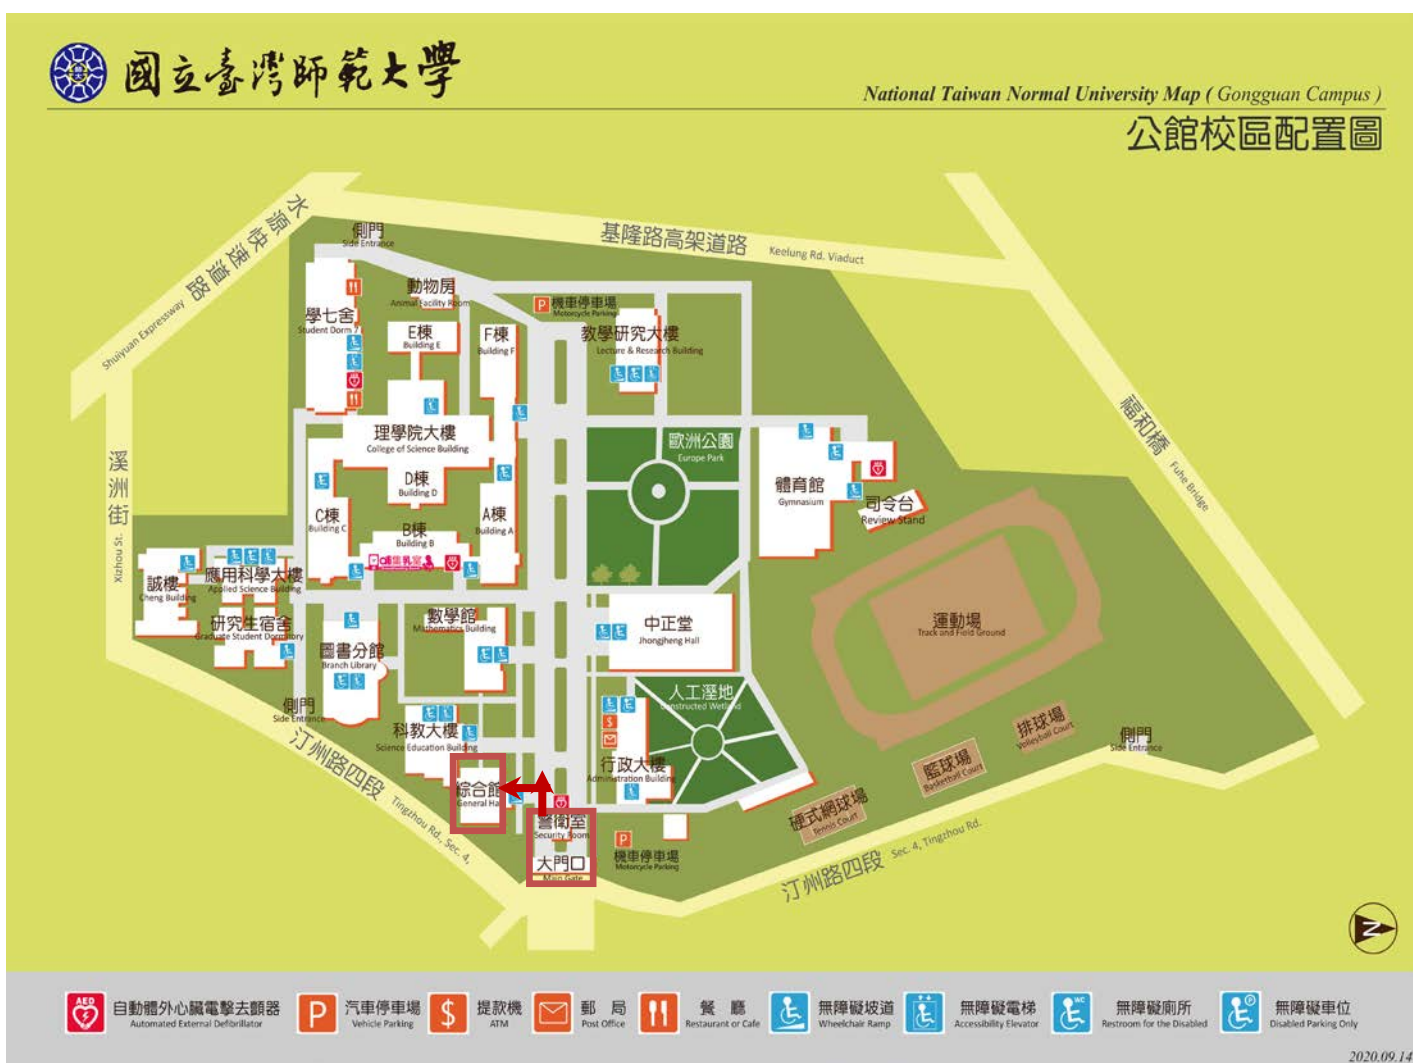 國立臺灣師範大學
National Taiwan Normal University Map ( Gongguan Campus )
公館校區配置圖
水源快速道路
Shuiyuan Expressway
側門
Side Entrance
基隆路高架道路
Keelung Rd. Viaduct
動物房
Animal Facility Room
機車停車場
Motorcycle Parking
學七舍
Student Dorm 7
E棟
Building E
F棟
Building F
教學研究大樓
Lecture & Research Building
福和橋
Fuhe Bridge
理學院大樓
College of Science Building
歐洲公園
Europe Park
溪洲街
Xizhou St.
D棟
Building D
體育館
Gymnasium
司令台
Review Stand
C棟
Building C
B棟
Building B
A棟
Building A
誠樓
Cheng Building
應用科學大樓
Applied Science Building
研究生宿舍
Graduate Student Dormitory
數學館
Mathematics Building
中正堂
Jhongjheng Hall
運動場
Track and Field Ground
圖書分館
Branch Library
人工溼地
Constructed Wetland
側門
Side Entrance
科教大樓
Science Education Building
排球場
Volleyball Court
側門
Side Entrance
汀州路四段
Tingzhou Rd., Sec. 4,
綜合館
General Ha
行政大樓
Administration Building
籃球場
Basketball Court
硬式網球場
Tennis Court
警衛室
Security Room
大門口
Main Gate
P
機車停車場
Motorcycle Parking
汀州路四段
Sec. 4, Tingzhou Rd.
N
AED
自動體外心臟電擊去顫器
Automated External Defibrillator
P
汽車停車場
Vehicle Parking
$
提款機
ATM
郵 局
Post Office
餐 廳
Restaurant or Cafe
無障礙坡道
Wheelchair Ramp
無障礙電梯
Accessibility Elevator
WC
無障礙廁所
Restroom for the Disabled
P
無障礙車位
Disabled Parking Only
2020.09.14